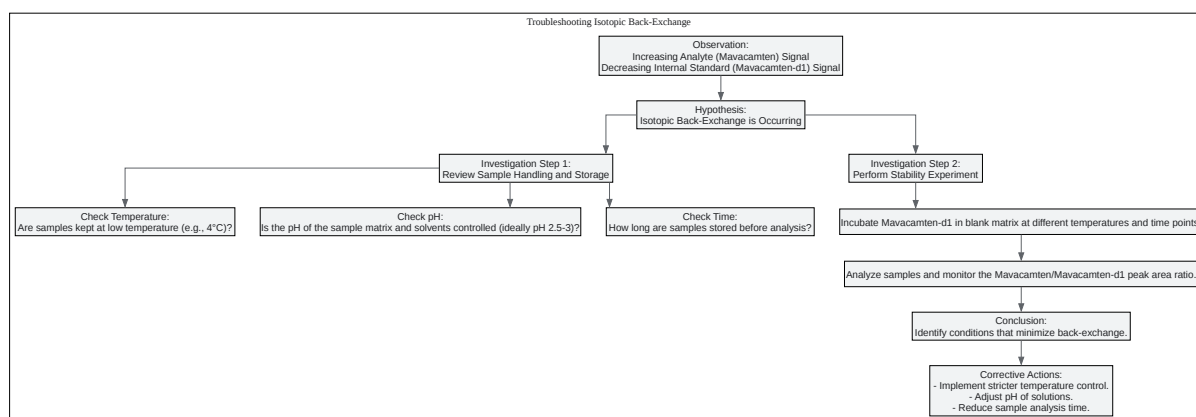 Troubleshooting Isotopic Back-Exchange
Observation:
Increasing Analyte (Mavacamten) Signal
Decreasing Internal Standard (Mavacamten-d1) Signal
Hypothesis:
Isotopic Back-Exchange is Occurring
Investigation Step 1:
Review Sample Handling and Storage
Investigation Step 2:
Perform Stability Experiment
Check Temperature:
Are samples kept at low temperature (e.g., 4°C)?
Check pH:
Is the pH of the sample matrix and solvents controlled (ideally pH 2.5-3)?
Check Time:
How long are samples stored before analysis?
Incubate Mavacamten-d1 in blank matrix at different temperatures and time points.
Analyze samples and monitor the Mavacamten/Mavacamten-d1 peak area ratio.
Conclusion:
Identify conditions that minimize back-exchange.
Corrective Actions:
- Implement stricter temperature control.
- Adjust pH of solutions.
- Reduce sample analysis time.